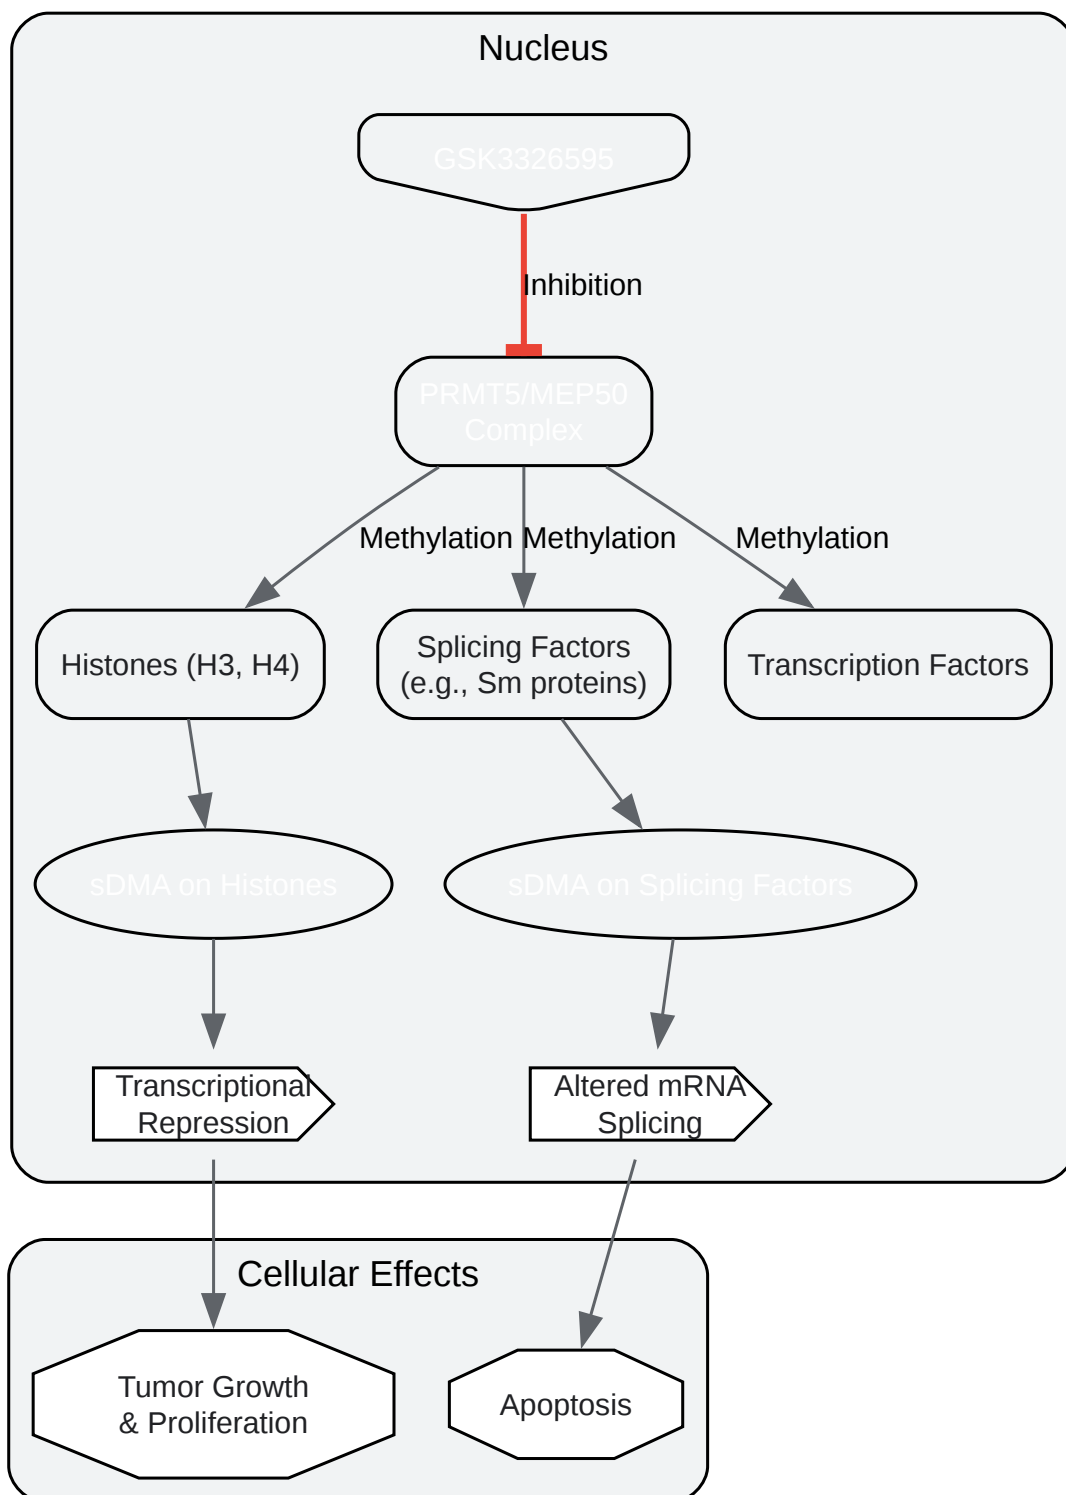 Nucleus
GSK3326595
Inhibition
PRMT5/MEP50
Complex
Methylation
Methylation
Methylation
Histones (H3, H4)
Splicing Factors
(e.g., Sm proteins)
Transcription Factors
sDMA on Histones
sDMA on Splicing Factors
Transcriptional
Repression
Altered mRNA
Splicing
Cellular Effects
Tumor Growth
& Proliferation
Apoptosis